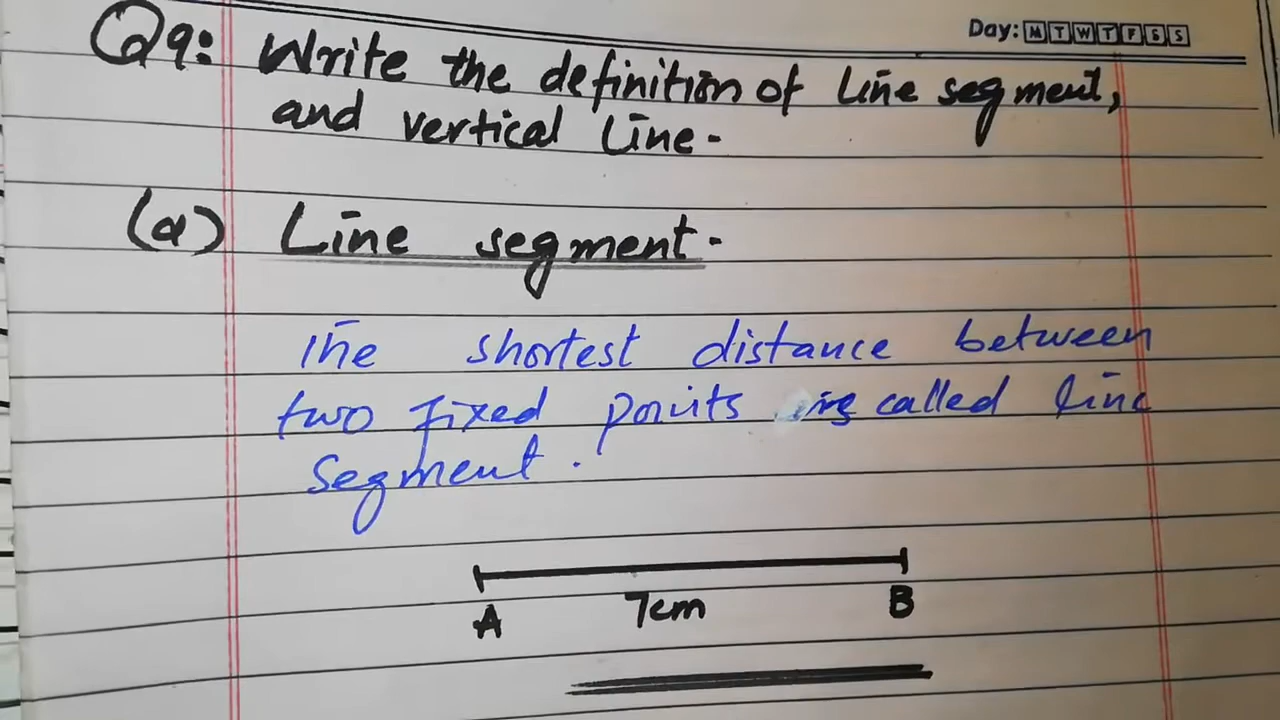 Day: M T W T F S S
Q9: Write the definition of line segment,
and vertical line.
(a) Line segment.
The shortest distance between
two fixed points is called line
segment.
A 7cm B